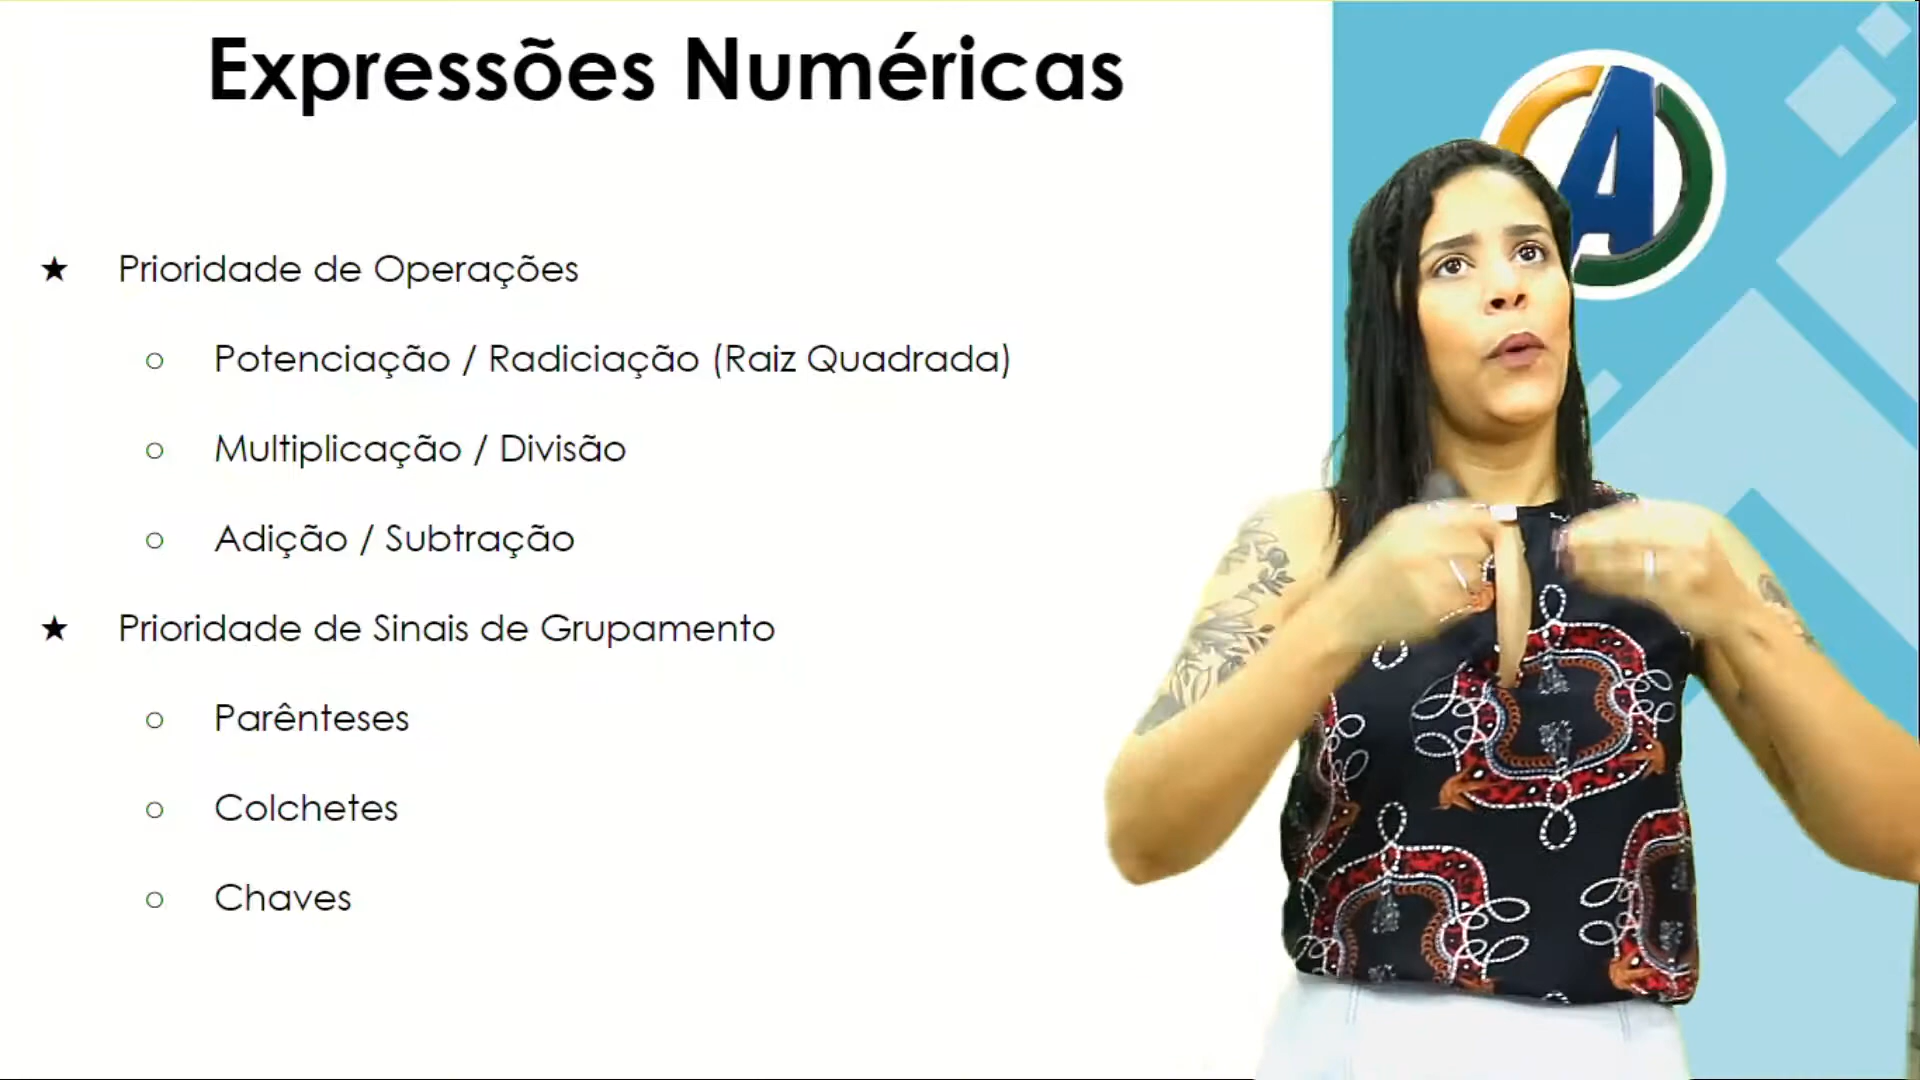 Expressões Numéricas
★ Prioridade de Operações
○ Potenciação / Radiciação (Raiz Quadrada)
○ Multiplicação / Divisão
○ Adição / Subtração
★ Prioridade de Sinais de Grupamento
○ Parênteses
○ Colchetes
○ Chaves
A